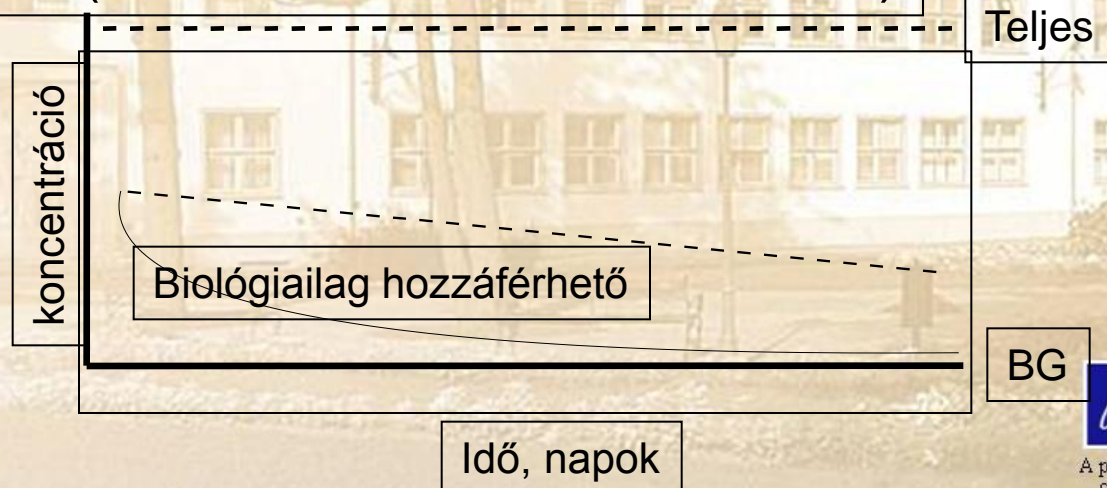 Teljes
koncentráció
Biológiailag hozzáférhető
BG
Idő, napok
A p